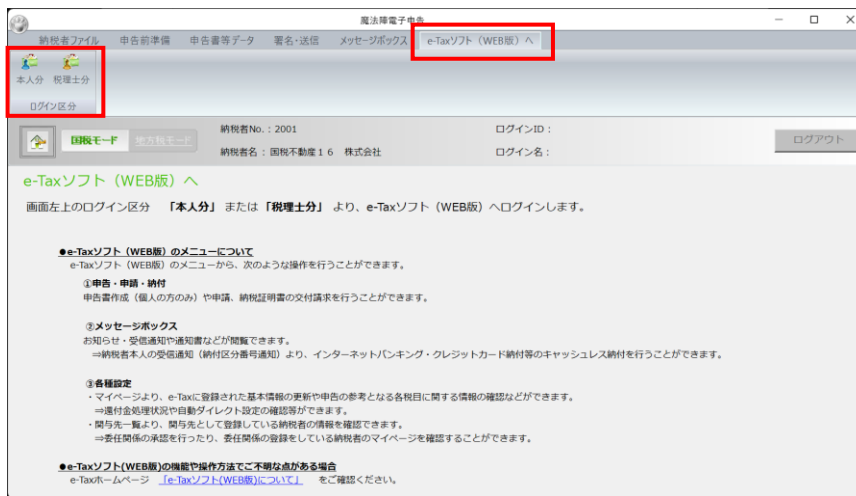 魔法陣電子申告
納税者ファイル 申告前準備 申告書等データ 署名・送信 メッセージボックス e-Taxソフト（WEB版）へ
本人分 税理士分
ログイン区分
国税モード 地方税モード
納税者No.：2001 ログインID：
納税者名：国税不動産１６ 株式会社 ログイン名：
ログアウト
e-Taxソフト（WEB版）へ
画面左上のログイン区分 「本人分」または「税理士分」より、e-Taxソフト（WEB版）へログインします。
●e-Taxソフト（WEB版）のメニューについて
e-Taxソフト（WEB版）のメニューから、次のような操作を行うことができます。
①申告・申請・納付
申告書作成（個人の方のみ）や申請、納税証明書の交付請求を行うことができます。
②メッセージボックス
お知らせ・受信通知や通知書などが閲覧できます。
⇒納税者本人の受信通知（納付区分番号通知）より、インターネットバンキング・クレジットカード納付等のキャッシュレス納付を行うことができます。
③各種設定
・マイページより、e-Taxに登録された基本情報の更新や申告の参考となる各税目に関する情報の確認などができます。
⇒還付金処理状況や自動ダイレクト設定の確認等ができます。
・関与先一覧より、関与先として登録している納税者の情報を確認できます。
⇒委任関係の承認を行ったり、委任関係の登録をしている納税者のマイページを確認することができます。
●e-Taxソフト(WEB版)の機能や操作方法でご不明な点がある場合
e-Taxホームページ 「e-Taxソフト(WEB版)について」 をご確認ください。